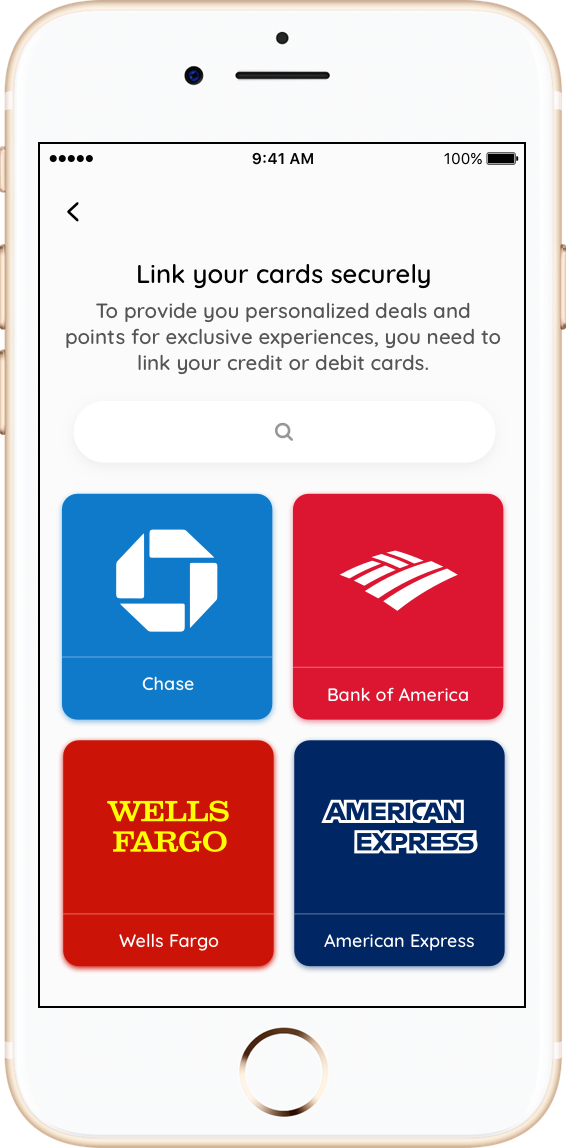 9:41 AM
100%
Link your cards securely
To provide you personalized deals and
points for exclusive experiences, you need to
link your credit or debit cards.
Chase
Bank of America
WELLS
FARGO
AMERICAN
EXPRESS
Wells Fargo
American Express